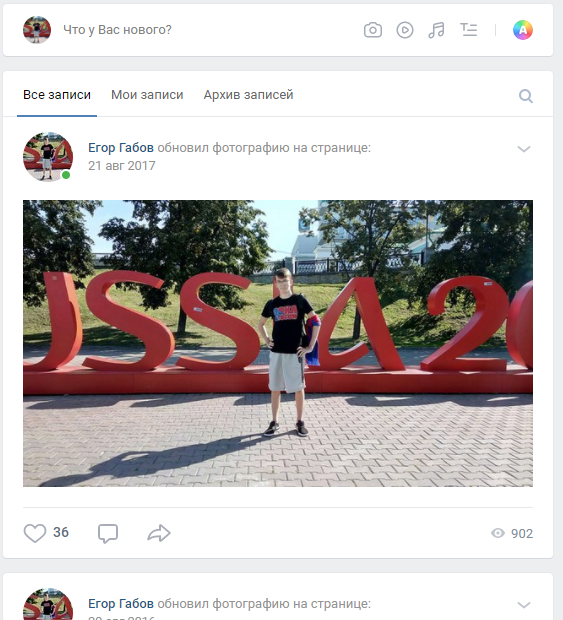 Что у Вас нового?
A
Все записи Мои записи Архив записей
Егор Габов обновил фотографию на странице:
21 авг 2017
USSIA2
36
902
Егор Габов обновил фотографию на странице: